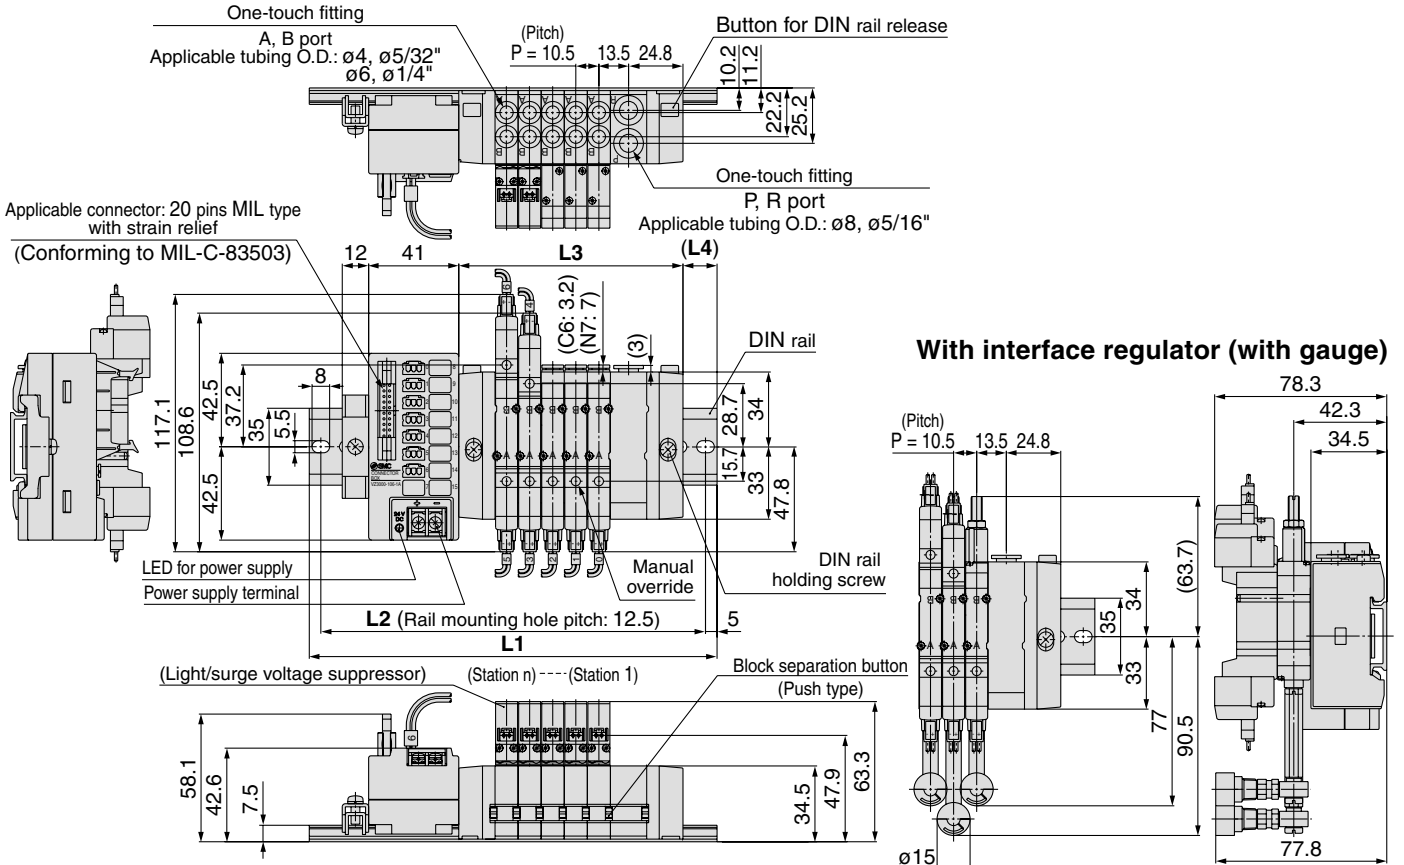 One-touch fitting
A, B port
Applicable tubing O.D.: ø4, ø5/32"
ø6, ø1/4"
(Pitch)
P = 10.5
13.5
24.8
Button for DIN rail release
10.2
11.2
22.2
25.2
One-touch fitting
P, R port
Applicable tubing O.D.: ø8, ø5/16"
Applicable connector: 20 pins MIL type
with strain relief
(Conforming to MIL-C-83503)
12
41
L3
(L4)
(C6: 3.2)
(N7: 7)
(3)
DIN rail
117.1
108.6
42.5
37.2
35
8
5.5
42.5
28.7
34
15.7
33
47.8
SMC
CONNECTOR
BOX
24 V
DC
LED for power supply
Power supply terminal
Manual
override
DIN rail
holding screw
L2 (Rail mounting hole pitch: 12.5)
5
L1
(Light/surge voltage suppressor)
(Station n) ---- (Station 1)
Block separation button
(Push type)
58.1
42.6
7.5
34.5
47.9
63.3
With interface regulator (with gauge)
(Pitch)
P = 10.5
13.5
24.8
34
35
33
77
90.5
ø15
78.3
42.3
34.5
(63.7)
77.8